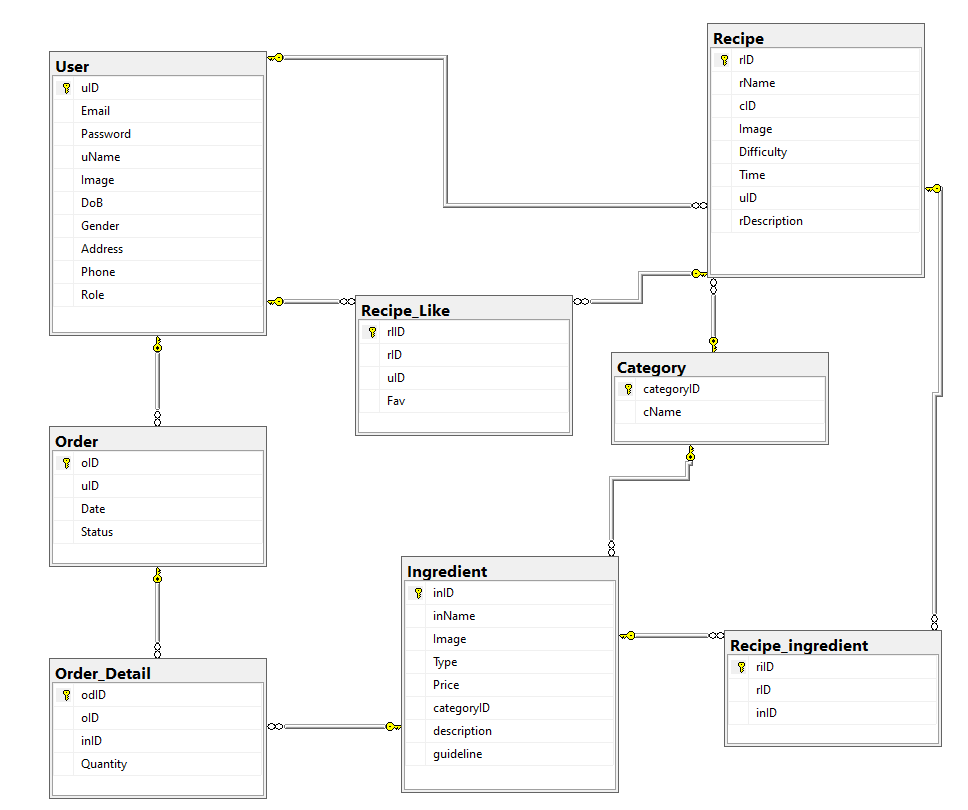 User
uID
Email
Password
uName
Image
DoB
Gender
Address
Phone
Role
Recipe
rID
rName
cID
Image
Difficulty
Time
uID
rDescription
Recipe_Like
rlID
rID
uID
Fav
Category
categoryID
cName
Order
oID
uID
Date
Status
Ingredient
inID
inName
Image
Type
Price
categoryID
description
guideline
Recipe_ingredient
riID
rID
inID
Order_Detail
odID
oID
inID
Quantity